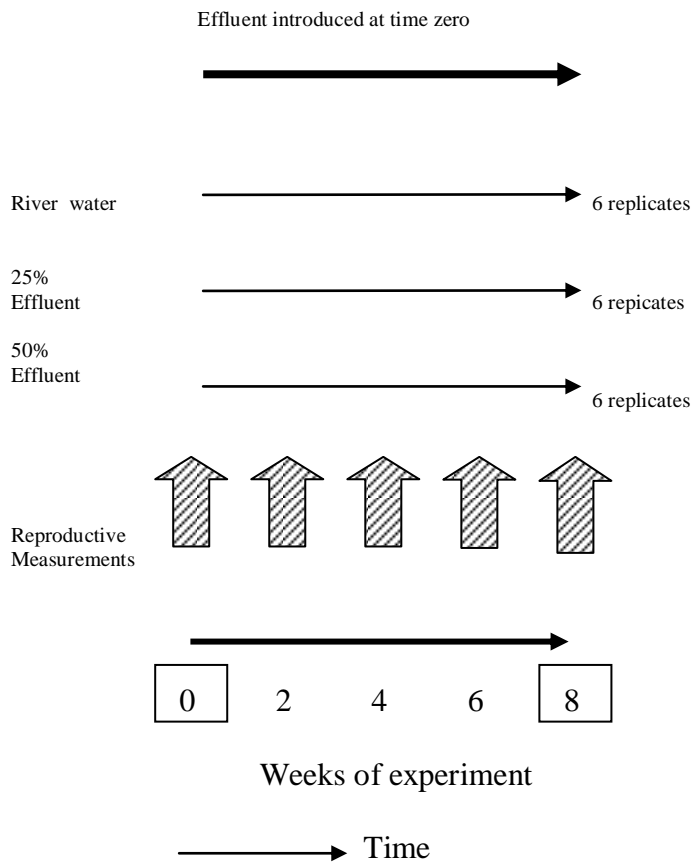 Effluent introduced at time zero
River water
6 replicates
25%
Effluent
6 repicates
50%
Effluent
6 replicates
Reproductive
Measurements
0 2 4 6 8
Weeks of experiment
Time